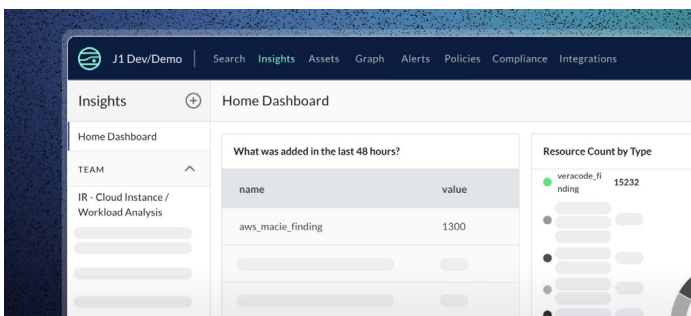 J1 Dev/Demo Search Insights Assets Graph Alerts Policies Compliance Integrations
Insights
Home Dashboard
Home Dashboard
TEAM
IR - Cloud Instance /
Workload Analysis
What was added in the last 48 hours?
name value
aws_macie_finding 1300
Resource Count by Type
veracode_fi
nding
15232